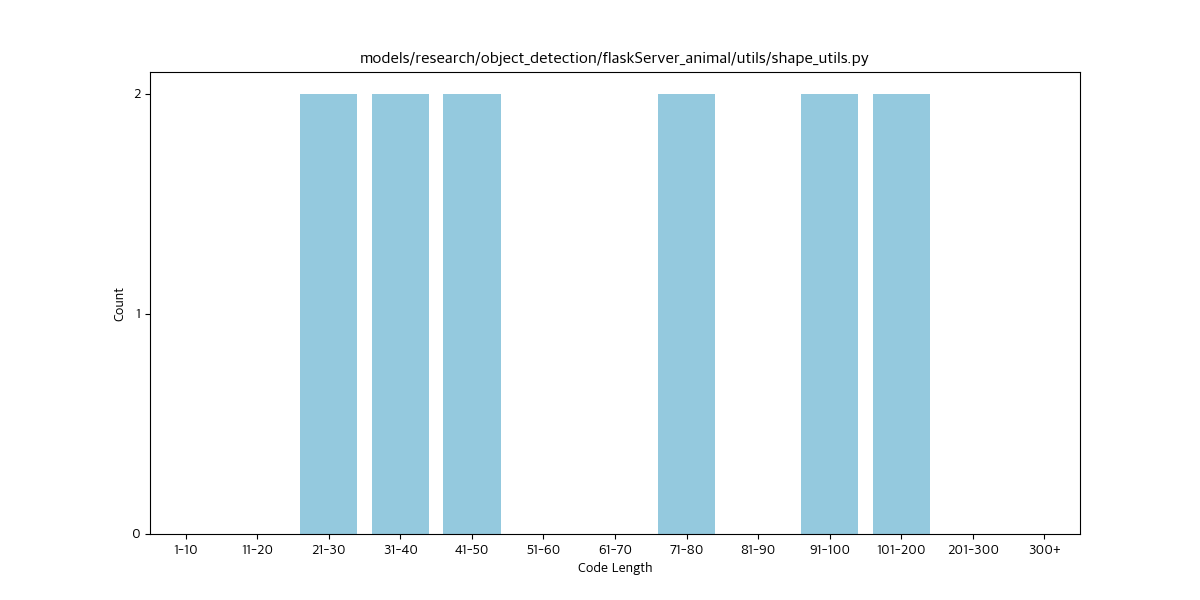 models/research/object_detection/flaskServer_animal/utils/shape_utils.py
2
1
0
Count
1-10 11-20 21-30 31-40 41-50 51-60 61-70 71-80 81-90 91-100 101-200 201-300 300+
Code Length